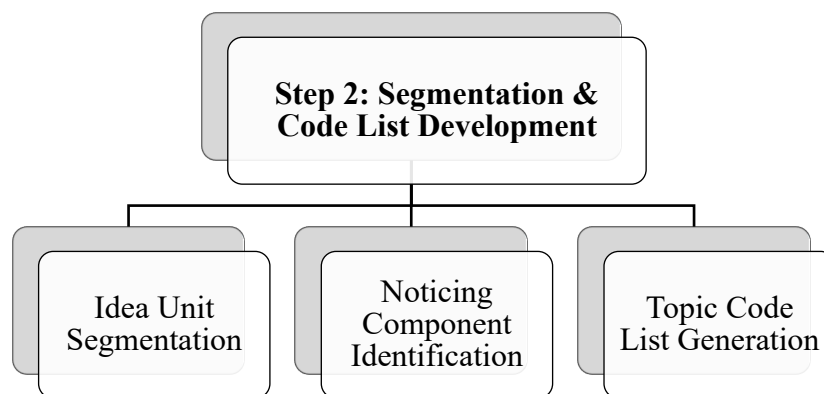 Step 2: Segmentation &
Code List Development
Idea Unit
Segmentation
Noticing
Component
Identification
Topic Code
List Generation